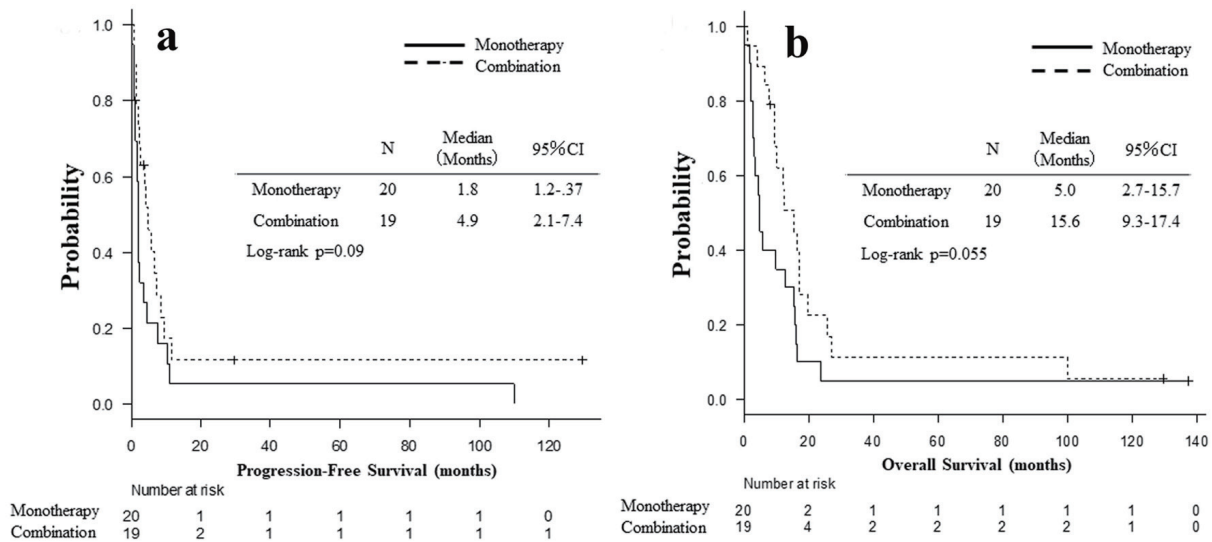 a
Monotherapy
Combination
N Median (Months) 95%CI
Monotherapy 20 1.8 1.2-.37
Combination 19 4.9 2.1-7.4
Log-rank p=0.09
Probability
1.0
0.8
0.6
0.4
0.2
0.0
0 20 40 60 80 100 120
Progression-Free Survival (months)
Number at risk
Monotherapy 20 1 1 1 1 1 0
Combination 19 2 1 1 1 1 1
b
Monotherapy
Combination
N Median (Months) 95%CI
Monotherapy 20 5.0 2.7-15.7
Combination 19 15.6 9.3-17.4
Log-rank p=0.055
Probability
1.0
0.8
0.6
0.4
0.2
0.0
0 20 40 60 80 100 120 140
Overall Survival (months)
Number at risk
Monotherapy 20 2 1 1 1 1 1 0
Combination 19 4 2 2 2 2 1 0